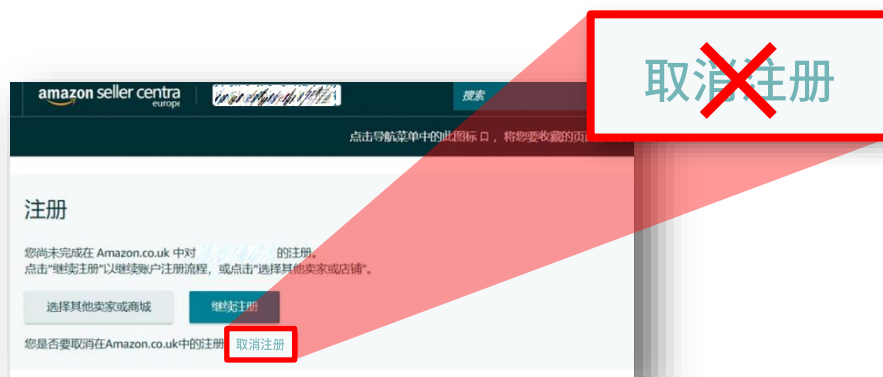 取消注册
amazon seller centra
europe
搜索
点击导航菜单中的此图标 口 ，将您要收藏的页
注册
您尚未完成在 Amazon.co.uk 中对 的注册。
点击“继续注册”以继续账户注册流程，或点击“选择其他卖家或店铺”。
选择其他卖家或商城
继续注册
您是否要取消在Amazon.co.uk中的注册 取消注册